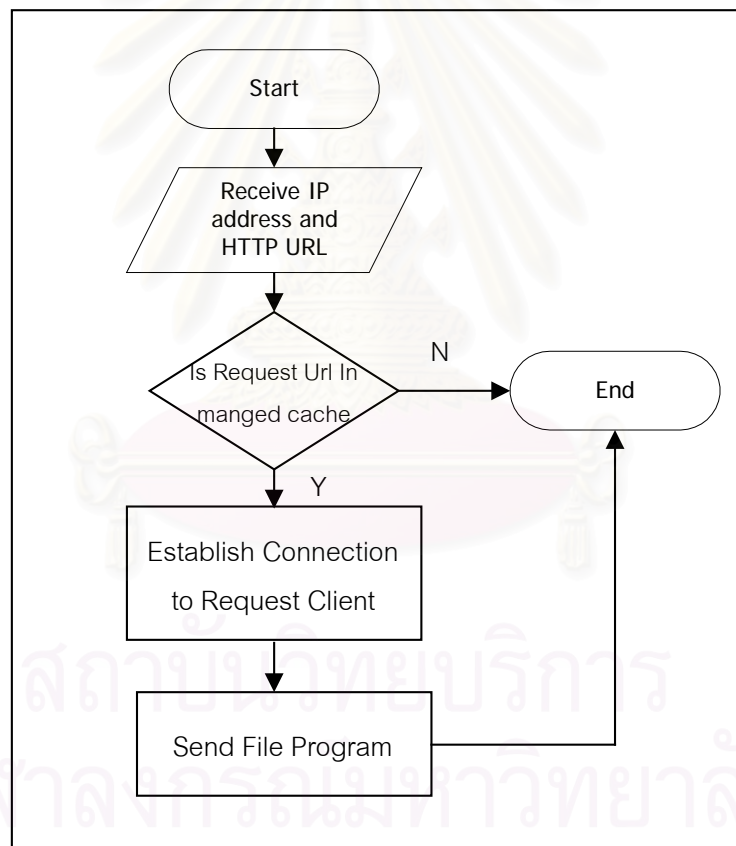 Start
Receive IP
address and
HTTP URL
Is Request Url In
manged cache
N
End
Y
Establish Connection
to Request Client
Send File Program
สถาบันวิทยบริการ
จุฬาลงกรณ์มหาวิทยาลัย